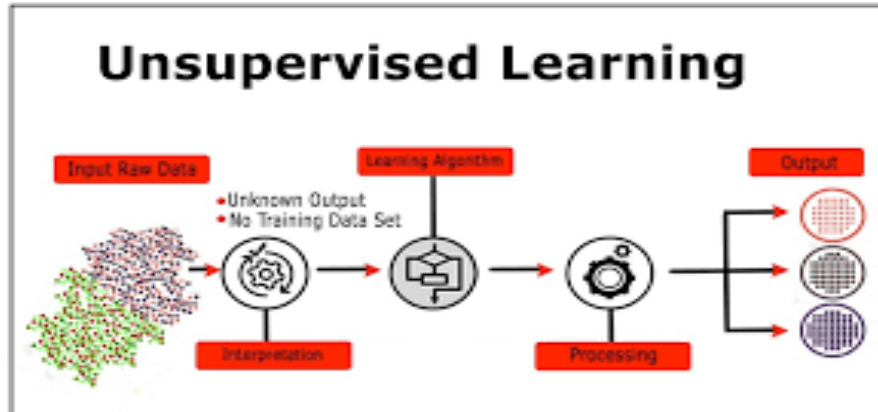 Unsupervised Learning
Input Raw Data
Learning Algorithm
Output
•Unknown Output
•No Training Data Set
Interpretation
Processing